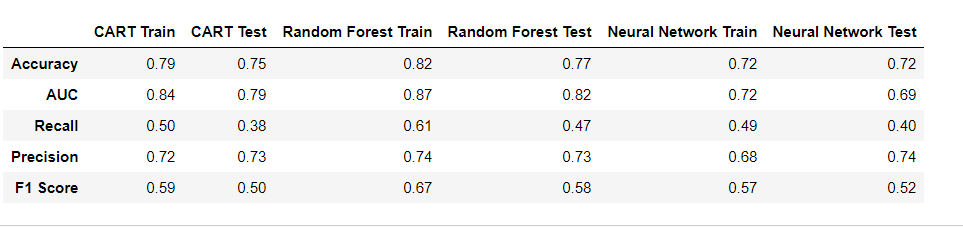 CART Train CART Test Random Forest Train Random Forest Test Neural Network Train Neural Network Test
Accuracy 0.79 0.75 0.82 0.77 0.72 0.72
AUC 0.84 0.79 0.87 0.82 0.72 0.69
Recall 0.50 0.38 0.61 0.47 0.49 0.40
Precision 0.72 0.73 0.74 0.73 0.68 0.74
F1 Score 0.59 0.50 0.67 0.58 0.57 0.52